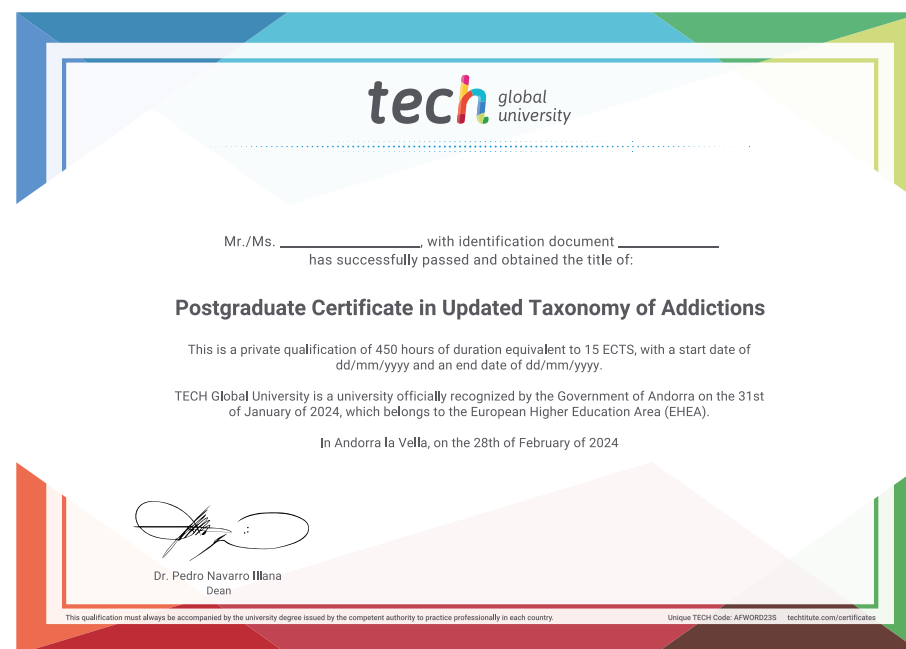 tech global
university
Mr./Ms. ____________________, with identification document ______________
has successfully passed and obtained the title of:
Postgraduate Certificate in Updated Taxonomy of Addictions
This is a private qualification of 450 hours of duration equivalent to 15 ECTS, with a start date of
dd/mm/yyyy and an end date of dd/mm/yyyy.
TECH Global University is a university officially recognized by the Government of Andorra on the 31st
of January of 2024, which belongs to the European Higher Education Area (EHEA).
In Andorra la Vella, on the 28th of February of 2024
Dr. Pedro Navarro Illana
Dean
This qualification must always be accompanied by the university degree issued by the competent authority to practice professionally in each country.
Unique TECH Code: AFWORD23S techtitute.com/certificates